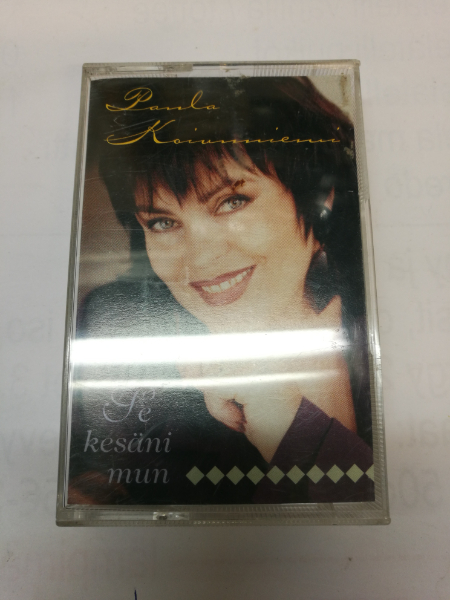 Paula
Koivuniemi
Se
kesäni
mun